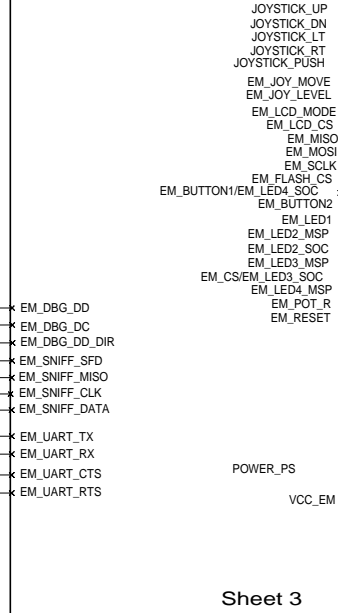 JOYSTICK_UP
JOYSTICK_DN
JOYSTICK_LT
JOYSTICK_RT
JOYSTICK_PUSH
EM_JOY_MOVE
EM_JOY_LEVEL
EM_LCD_MODE
EM_LCD_CS
EM_MISO
EM_MOSI
EM_SCLK
EM_FLASH_CS
EM_BUTTON1/EM_LED4_SOC
EM_BUTTON2
EM_LED1
EM_LED2_MSP
EM_LED2_SOC
EM_LED3_MSP
EM_CS/EM_LED3_SOC
EM_LED4_MSP
EM_POT_R
EM_RESET
EM_DBG_DD
EM_DBG_DC
EM_DBG_DD_DIR
EM_SNIFF_SFD
EM_SNIFF_MISO
EM_SNIFF_CLK
EM_SNIFF_DATA
EM_UART_TX
EM_UART_RX
EM_UART_CTS
EM_UART_RTS
POWER_PS
VCC_EM
Sheet 3